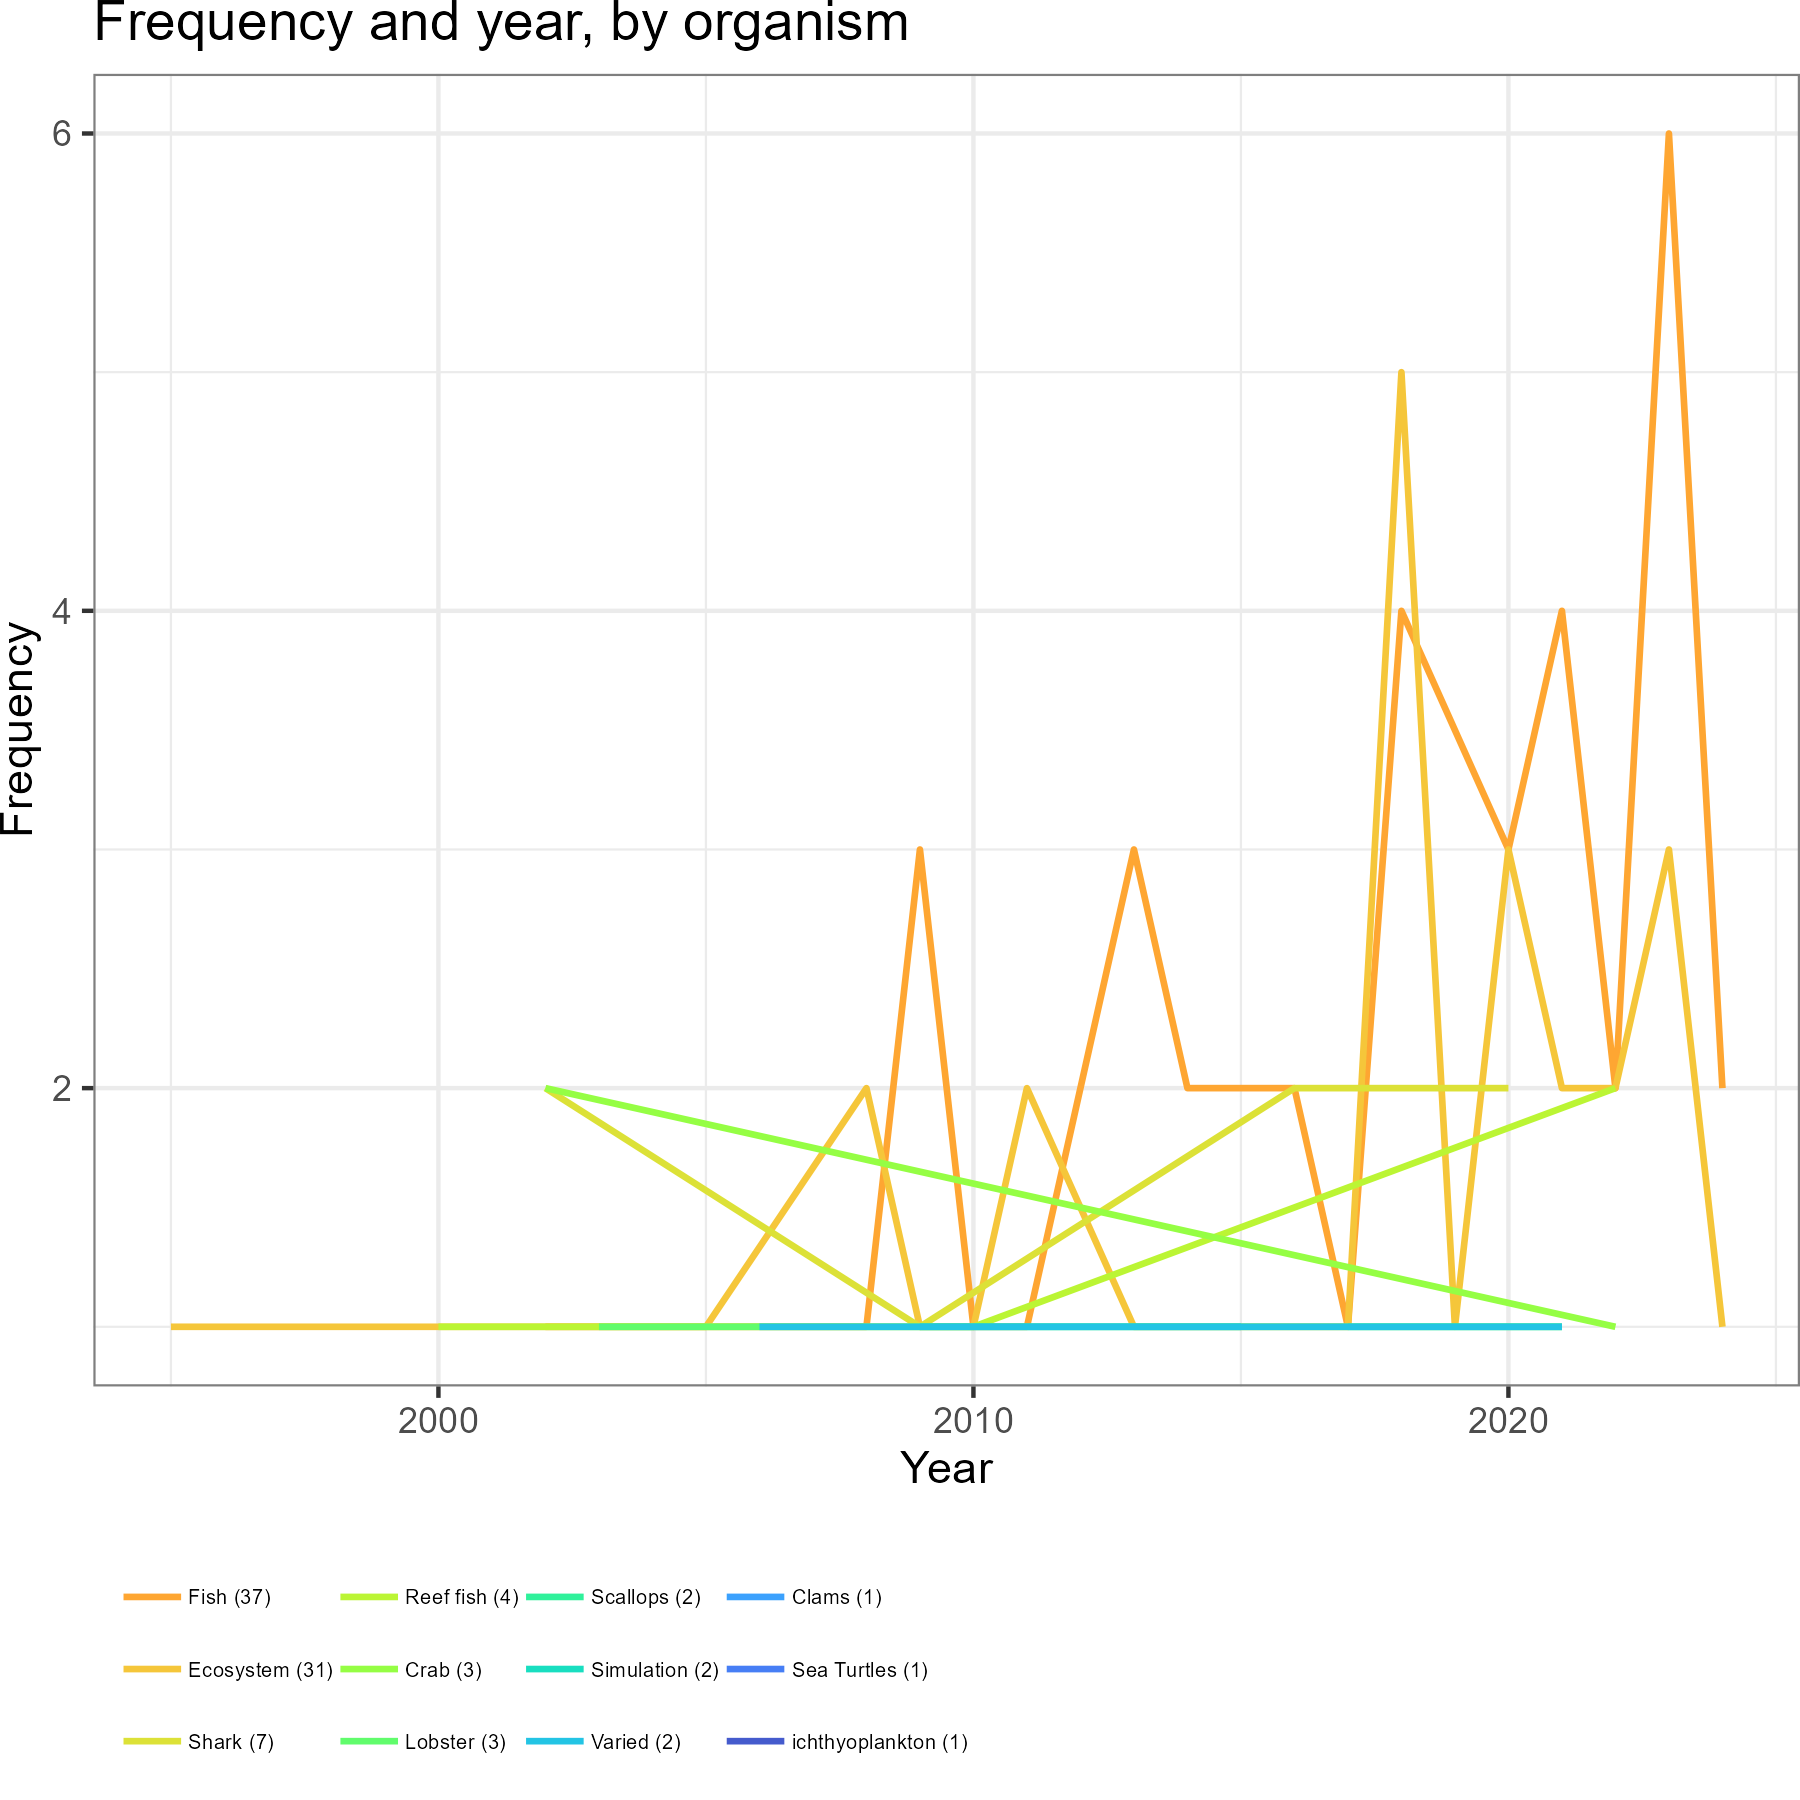 Frequency and year, by organism
6
4
2
Frequency
2000 2010 2020
Year
Fish (37) Reef fish (4) Scallops (2) Clams (1)
Ecosystem (31) Crab (3) Simulation (2) Sea Turtles (1)
Shark (7) Lobster (3) Varied (2) ichthyoplankton (1)